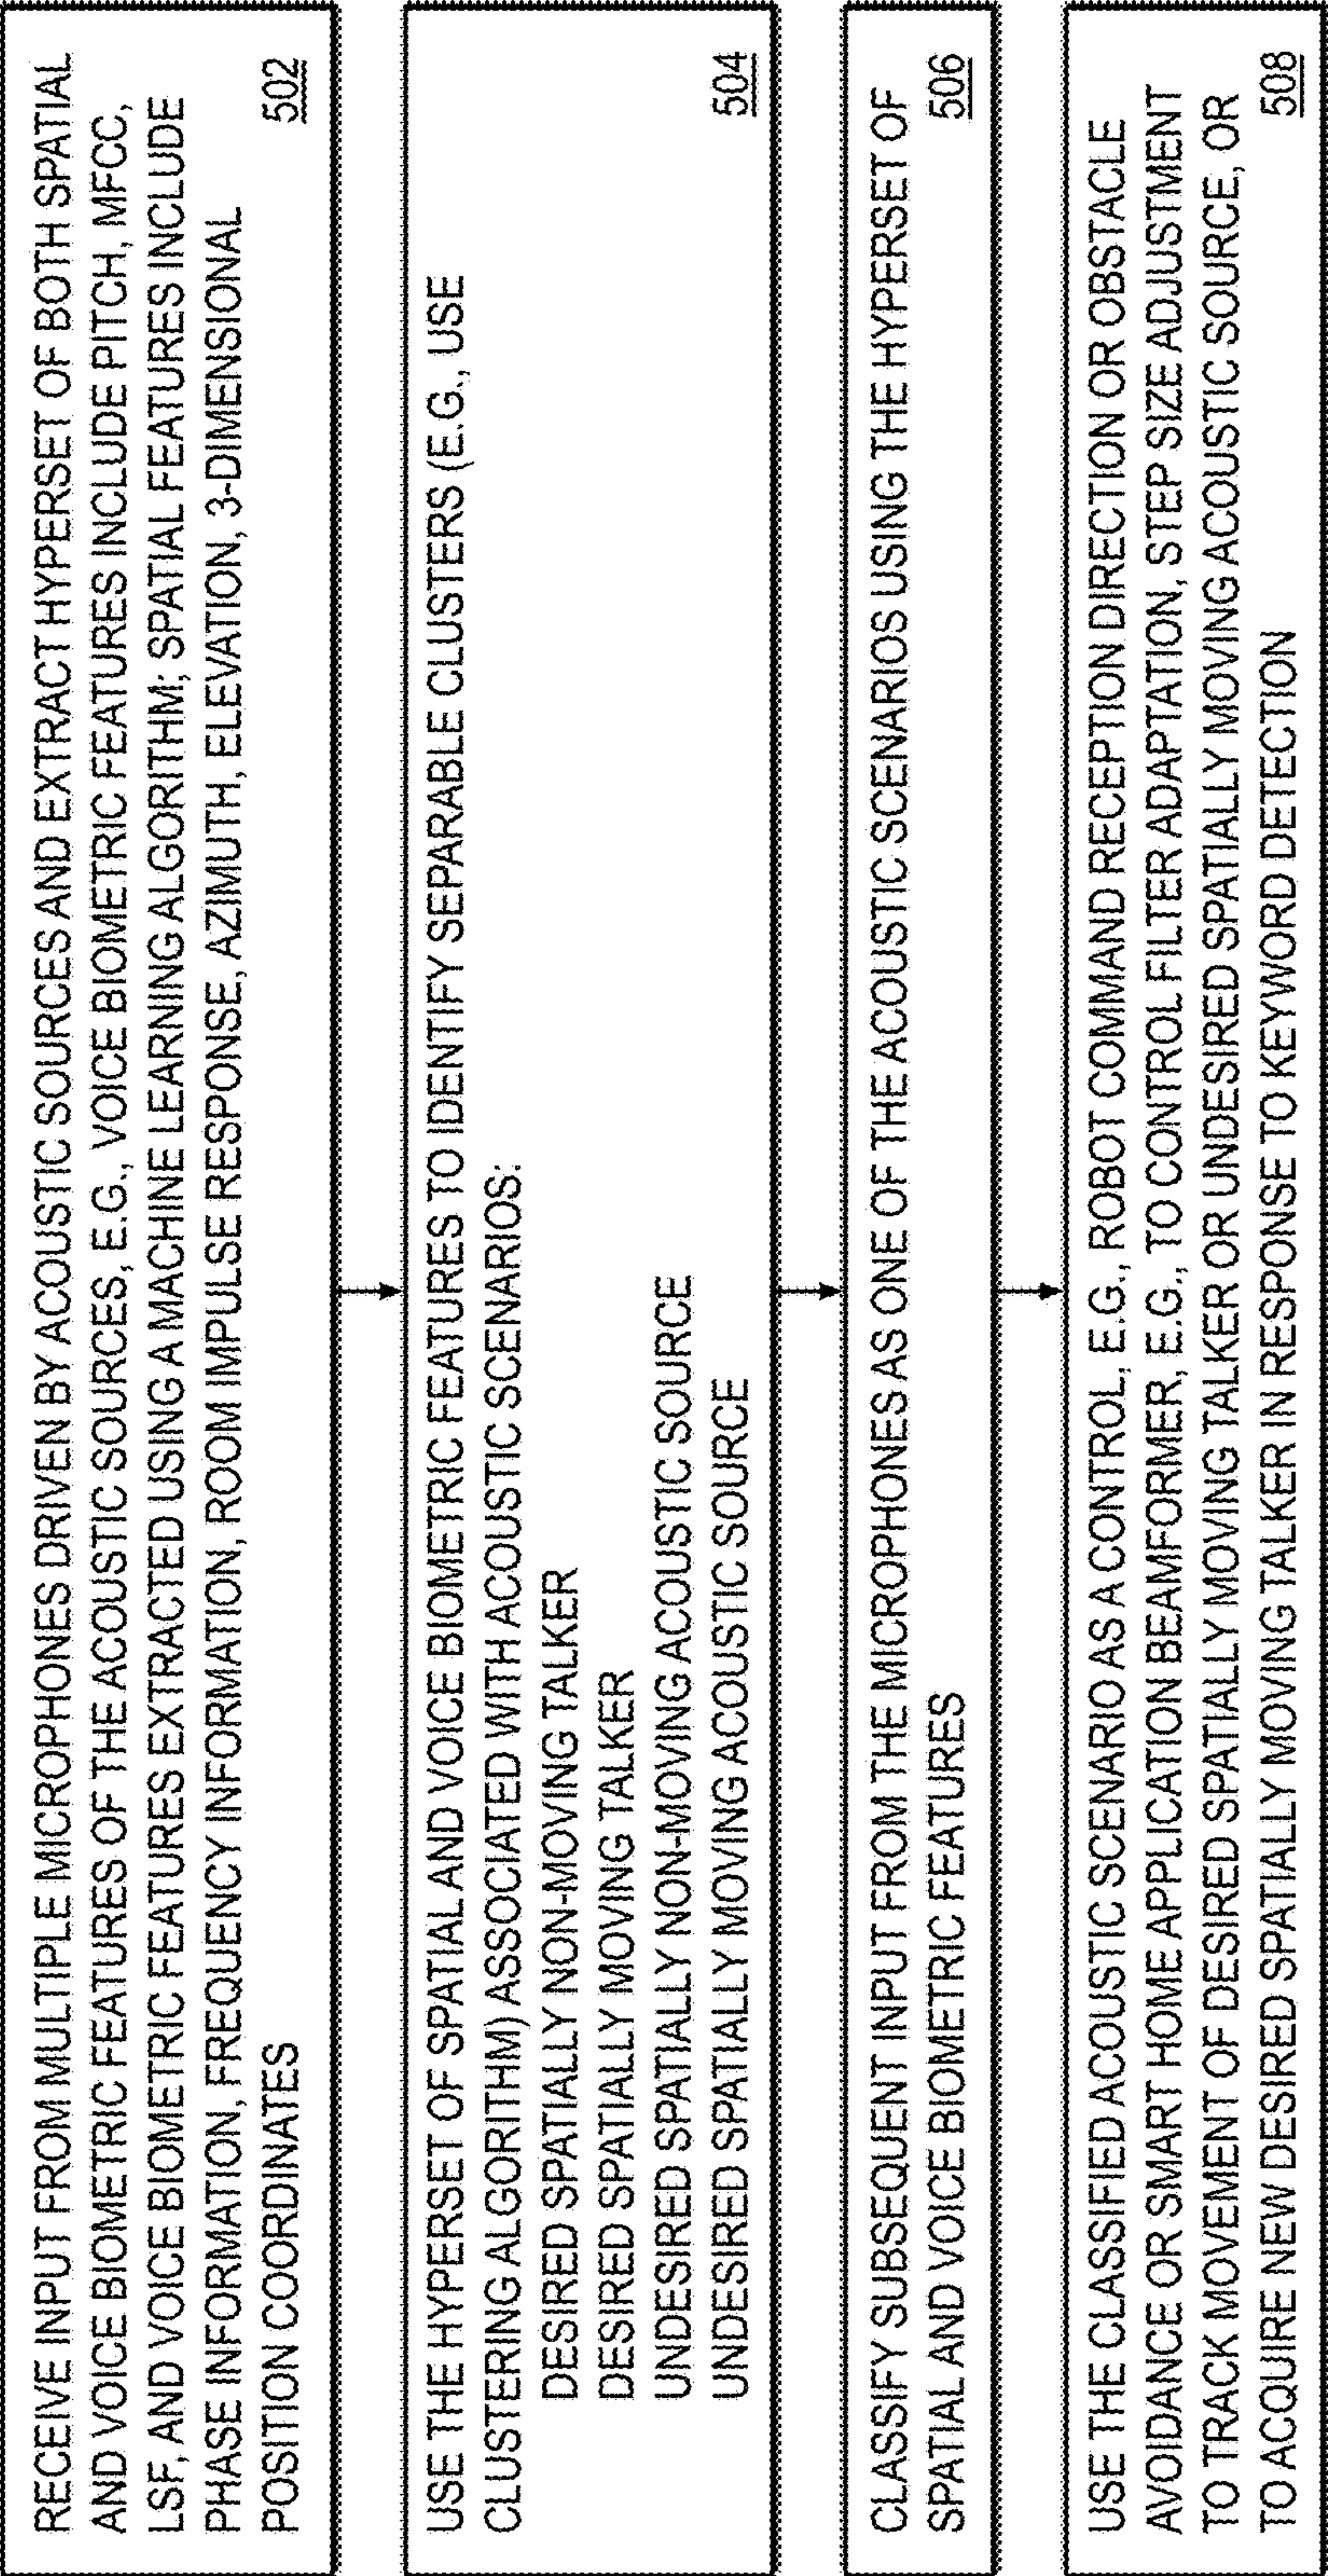 RECEIVE INPUT FROM MULTIPLE MICROPHONES DRIVEN BY ACOUSTIC SOURCES AND EXTRACT HYPERSET OF BOTH SPATIAL
AND VOICE BIOMETRIC FEATURES OF THE ACOUSTIC SOURCES, E.G., VOICE BIOMETRIC FEATURES INCLUDE PITCH, MFCC,
LSF, AND VOICE BIOMETRIC FEATURES EXTRACTED USING A MACHINE LEARNING ALGORITHM; SPATIAL FEATURES INCLUDE
PHASE INFORMATION, FREQUENCY INFORMATION, ROOM IMPULSE RESPONSE, AZIMUTH, ELEVATION, 3-DIMENSIONAL
POSITION COORDINATES 502
USE THE HYPERSET OF SPATIAL AND VOICE BIOMETRIC FEATURES TO IDENTIFY SEPARABLE CLUSTERS (E.G., USE
CLUSTERING ALGORITHM) ASSOCIATED WITH ACOUSTIC SCENARIOS:
DESIRED SPATIALLY NON-MOVING TALKER
DESIRED SPATIALLY MOVING TALKER
UNDESIRED SPATIALLY NON-MOVING ACOUSTIC SOURCE
UNDESIRED SPATIALLY MOVING ACOUSTIC SOURCE 504
CLASSIFY SUBSEQUENT INPUT FROM THE MICROPHONES AS ONE OF THE ACOUSTIC SCENARIOS USING THE HYPERSET OF
SPATIAL AND VOICE BIOMETRIC FEATURES 506
USE THE CLASSIFIED ACOUSTIC SCENARIO AS A CONTROL, E.G., ROBOT COMMAND RECEPTION DIRECTION OR OBSTACLE
AVOIDANCE OR SMART HOME APPLICATION BEAMFORMER, E.G., TO CONTROL FILTER ADAPTATION, STEP SIZE ADJUSTMENT
TO TRACK MOVEMENT OF DESIRED SPATIALLY MOVING TALKER OR UNDESIRED SPATIALLY MOVING ACOUSTIC SOURCE, OR
TO ACQUIRE NEW DESIRED SPATIALLY MOVING TALKER IN RESPONSE TO KEYWORD DETECTION 508